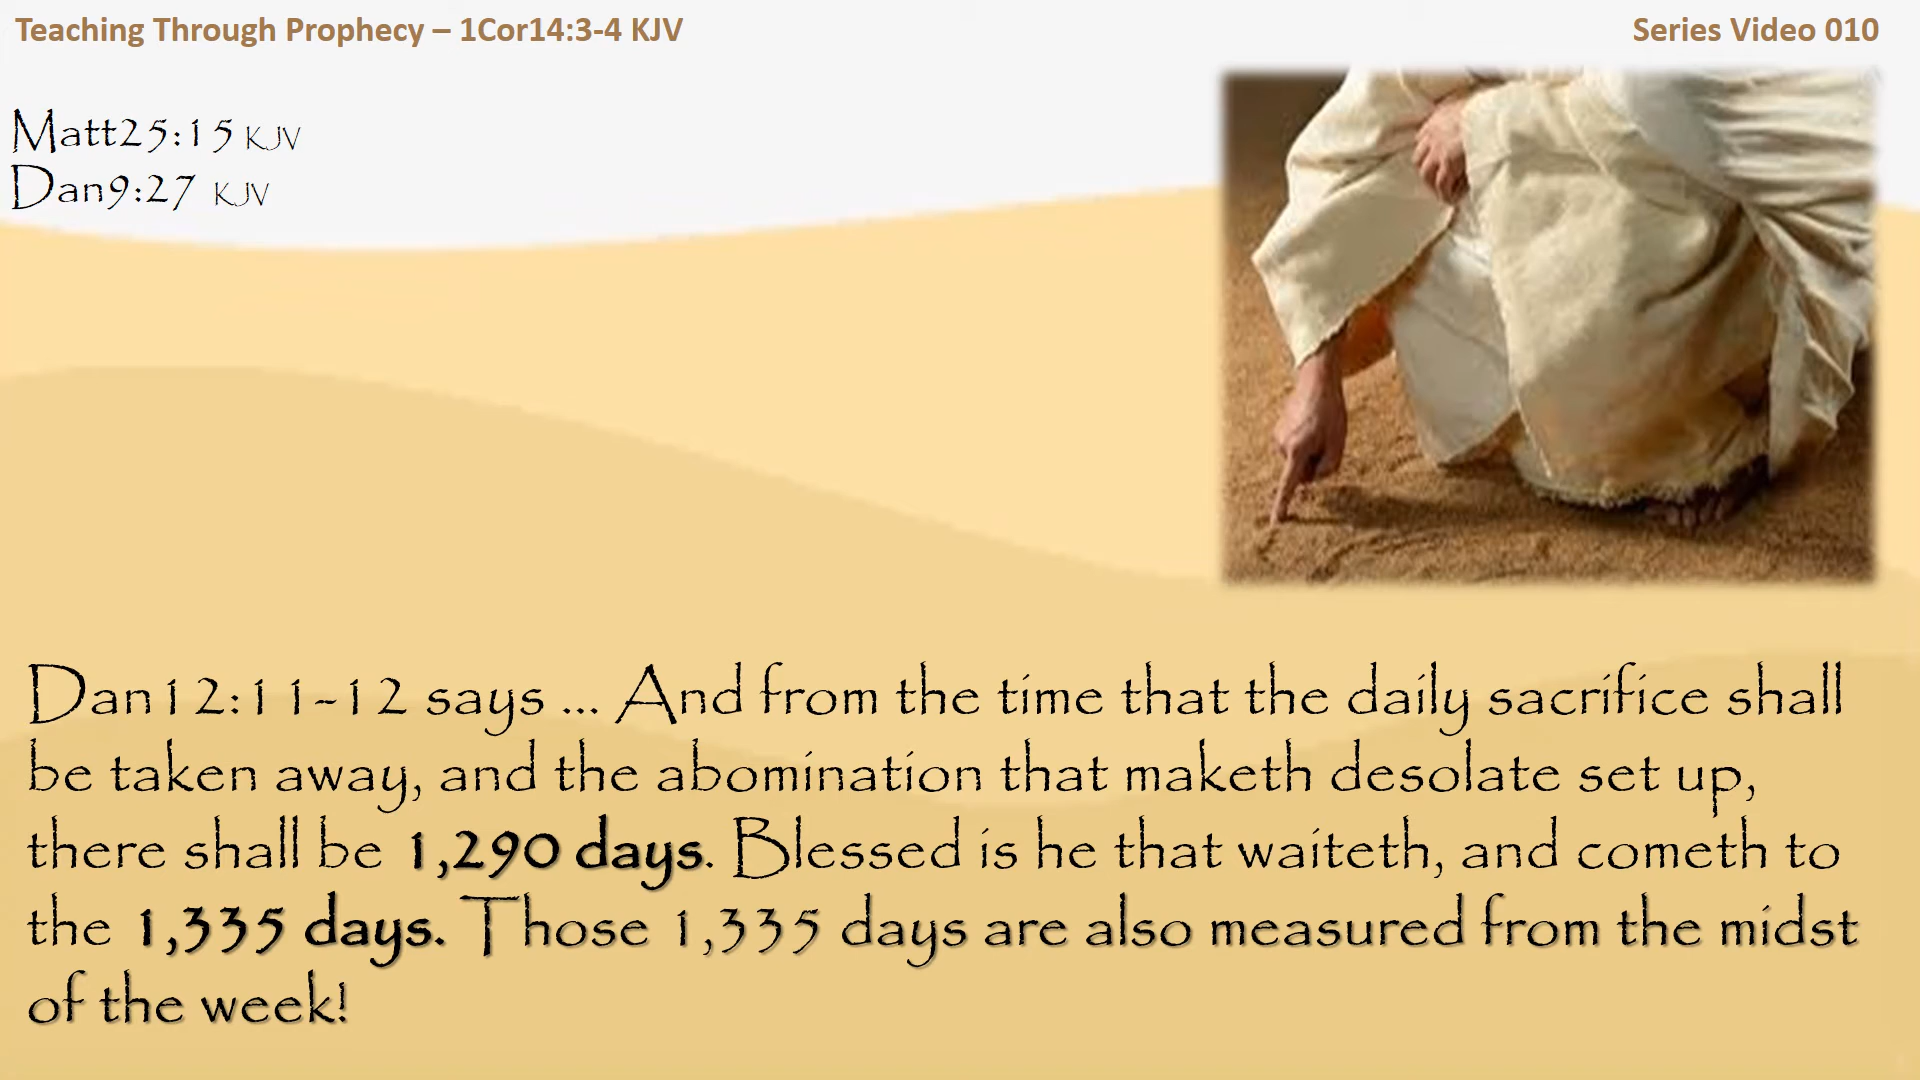 Teaching Through Prophecy – 1Cor14:3-4 KJV
Series Video 010
Matt25:15 KJV
Dan9:27 KJV
Dan12:11-12 says ... And from the time that the daily sacrifice shall
be taken away, and the abomination that maketh desolate set up,
there shall be 1,290 days. Blessed is he that waiteth, and cometh to
the 1,335 days. Those 1,335 days are also measured from the midst
of the week!